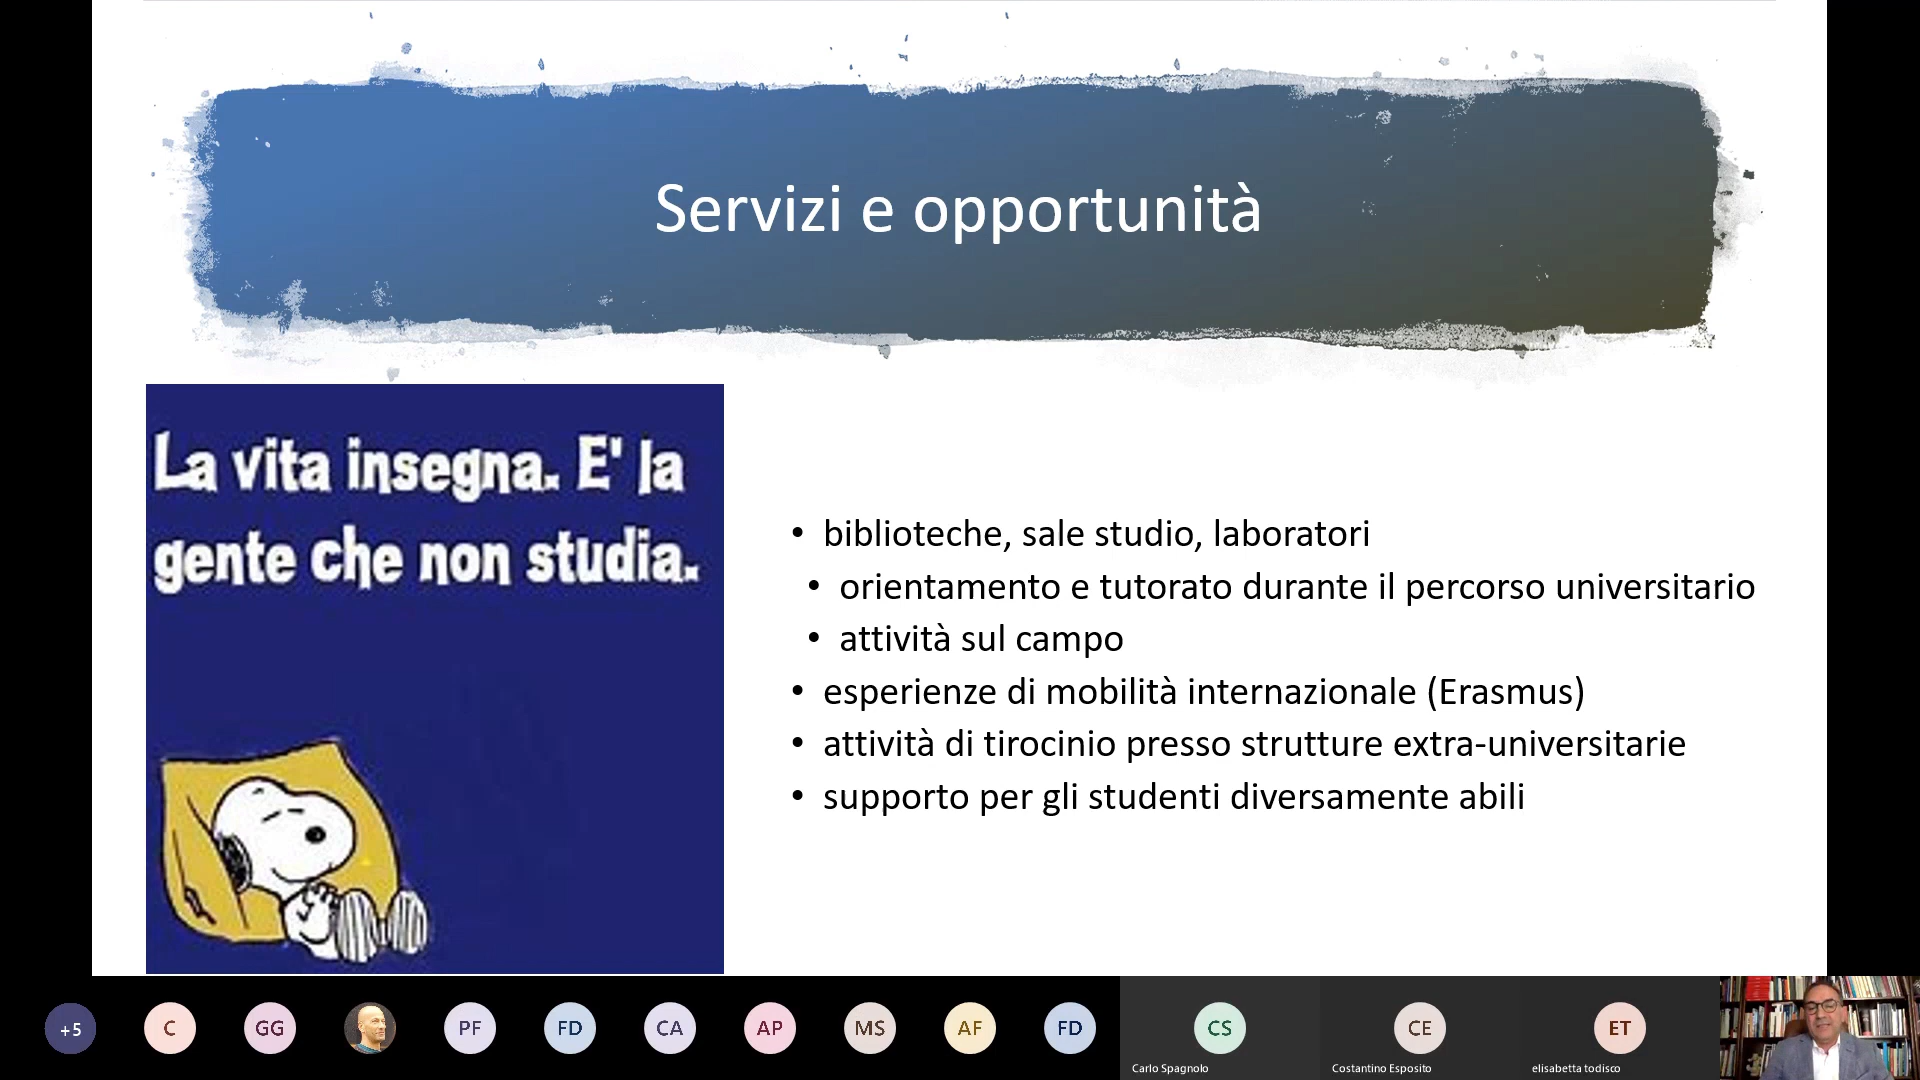 Servizi e opportunità
La vita insegna. E' la
gente che non studia.
• biblioteche, sale studio, laboratori
• orientamento e tutorato durante il percorso universitario
• attività sul campo
• esperienze di mobilità internazionale (Erasmus)
• attività di tirocinio presso strutture extra-universitarie
• supporto per gli studenti diversamente abili
+5
C
GG
PF
FD
CA
AP
MS
AF
FD
CS
CE
ET
Carlo Spagnolo
Costantino Esposito
elisabetta todisco